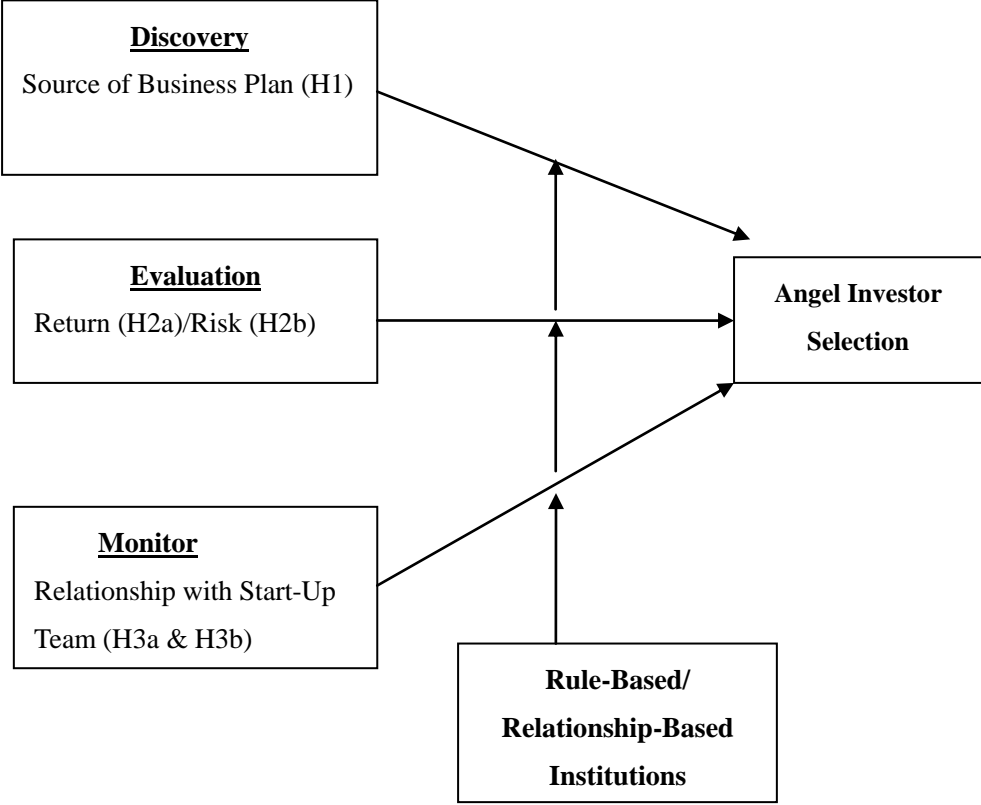 Discovery
Source of Business Plan (H1)
Evaluation
Return (H2a)/Risk (H2b)
Angel Investor
Selection
Monitor
Relationship with Start-Up
Team (H3a & H3b)
Rule-Based/
Relationship-Based
Institutions